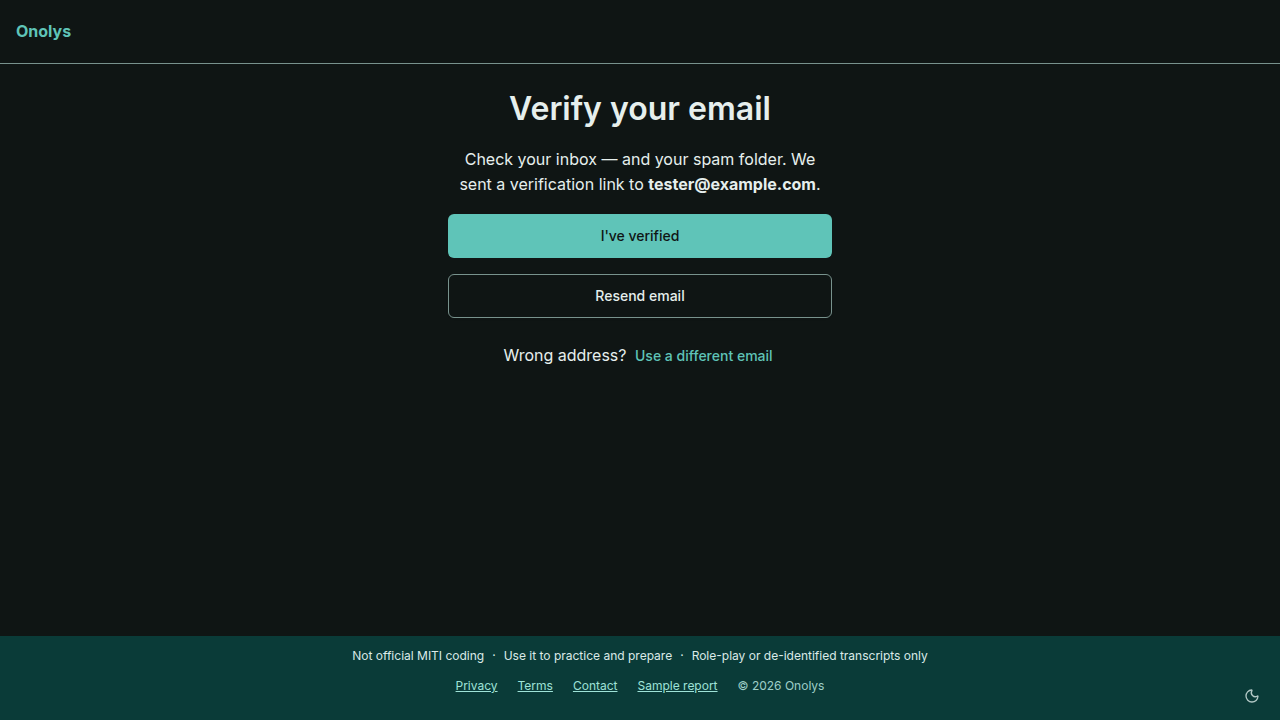 Onolys
Verify your email
Check your inbox — and your spam folder. We
sent a verification link to tester@example.com.
I've verified
Resend email
Wrong address? Use a different email
Not official MITI coding · Use it to practice and prepare · Role-play or de-identified transcripts only
Privacy Terms Contact Sample report © 2026 Onolys